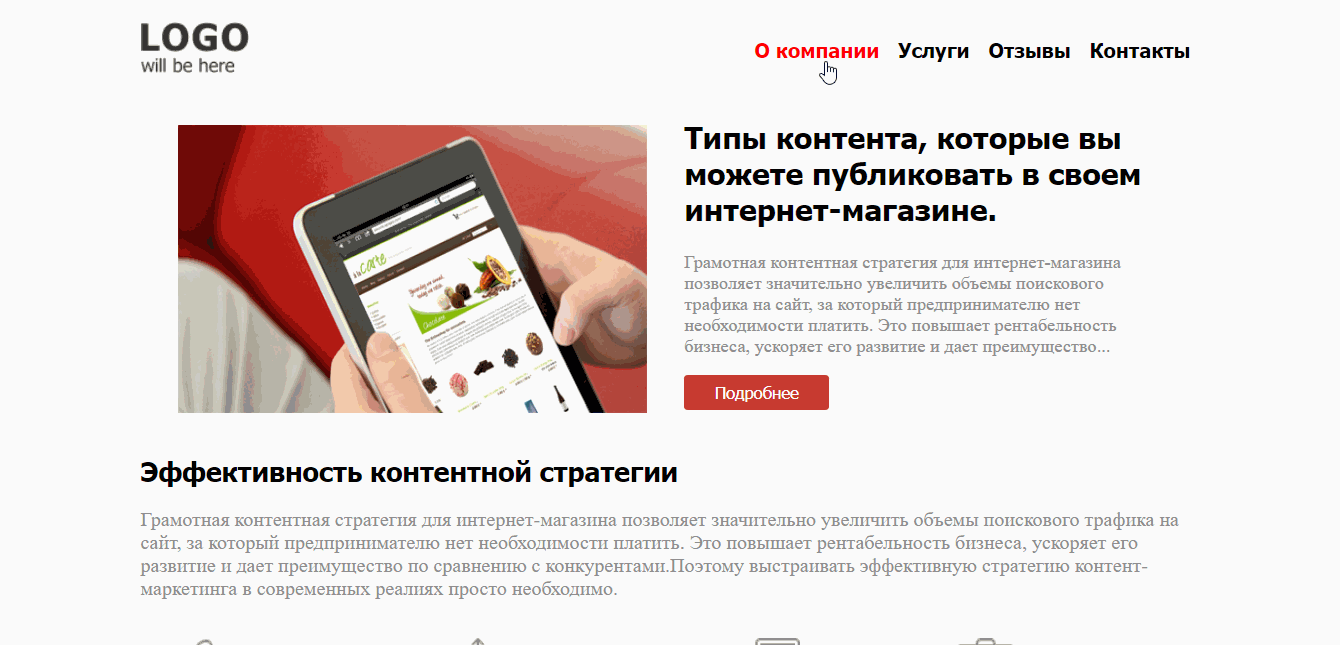 LOGO
will be here
О компании Услуги Отзывы Контакты
Типы контента, которые вы
можете публиковать в своем
интернет-магазине.
Грамотная контентная стратегия для интернет-магазина
позволяет значительно увеличить объемы поискового
трафика на сайт, за который предпринимателю нет
необходимости платить. Это повышает рентабельность
бизнеса, ускоряет его развитие и дает преимущество...
Подробнее
à la carte
Chocolate
Эффективность контентной стратегии
Грамотная контентная стратегия для интернет-магазина позволяет значительно увеличить объемы поискового трафика на
сайт, за который предпринимателю нет необходимости платить. Это повышает рентабельность бизнеса, ускоряет его
развитие и дает преимущество по сравнению с конкурентами.Поэтому выстраивать эффективную стратегию контент-
маркетинга в современных реалиях просто необходимо.